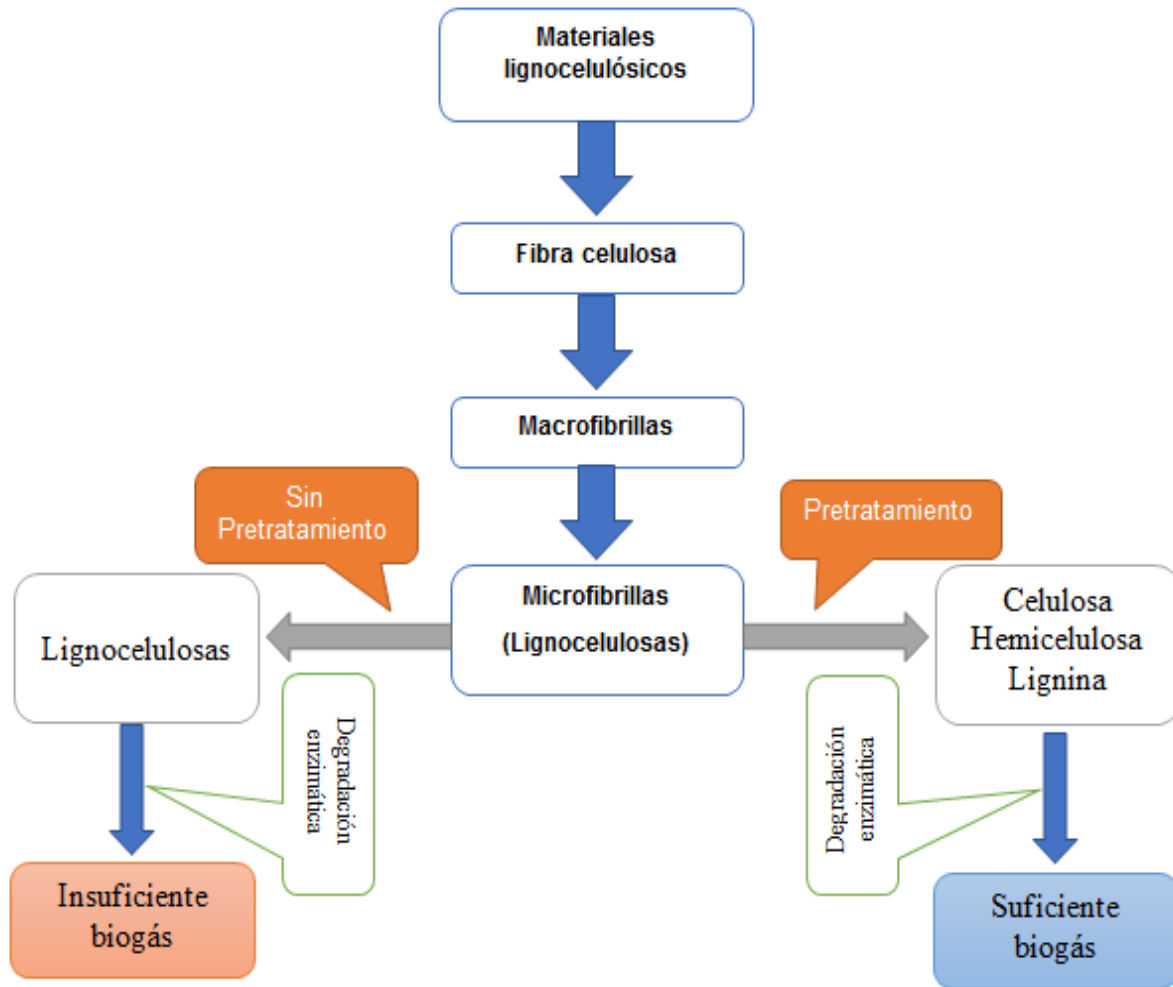 Materiales
lignocelulósicos
Fibra celulosa
Macrofibrillas
Sin
Pretratamiento
Pretratamiento
Microfibrillas
(Lignocelulosas)
Lignocelulosas
Celulosa
Hemicelulosa
Lignina
Degradación
enzimática
Degradación
enzimática
Insuficiente
biogás
Suficiente
biogás